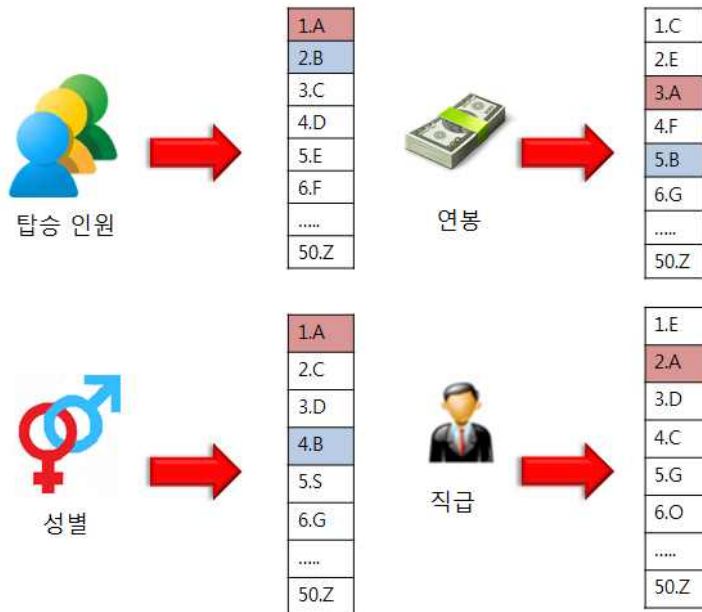 1.A
2.B
3.C
4.D
5.E
6.F
.....
50.Z
탑승 인원
1.C
2.E
3.A
4.F
5.B
6.G
.....
50.Z
연봉
1.A
2.C
3.D
4.B
5.S
6.G
.....
50.Z
성별
1.E
2.A
3.D
4.C
5.G
6.O
.....
50.Z
직급